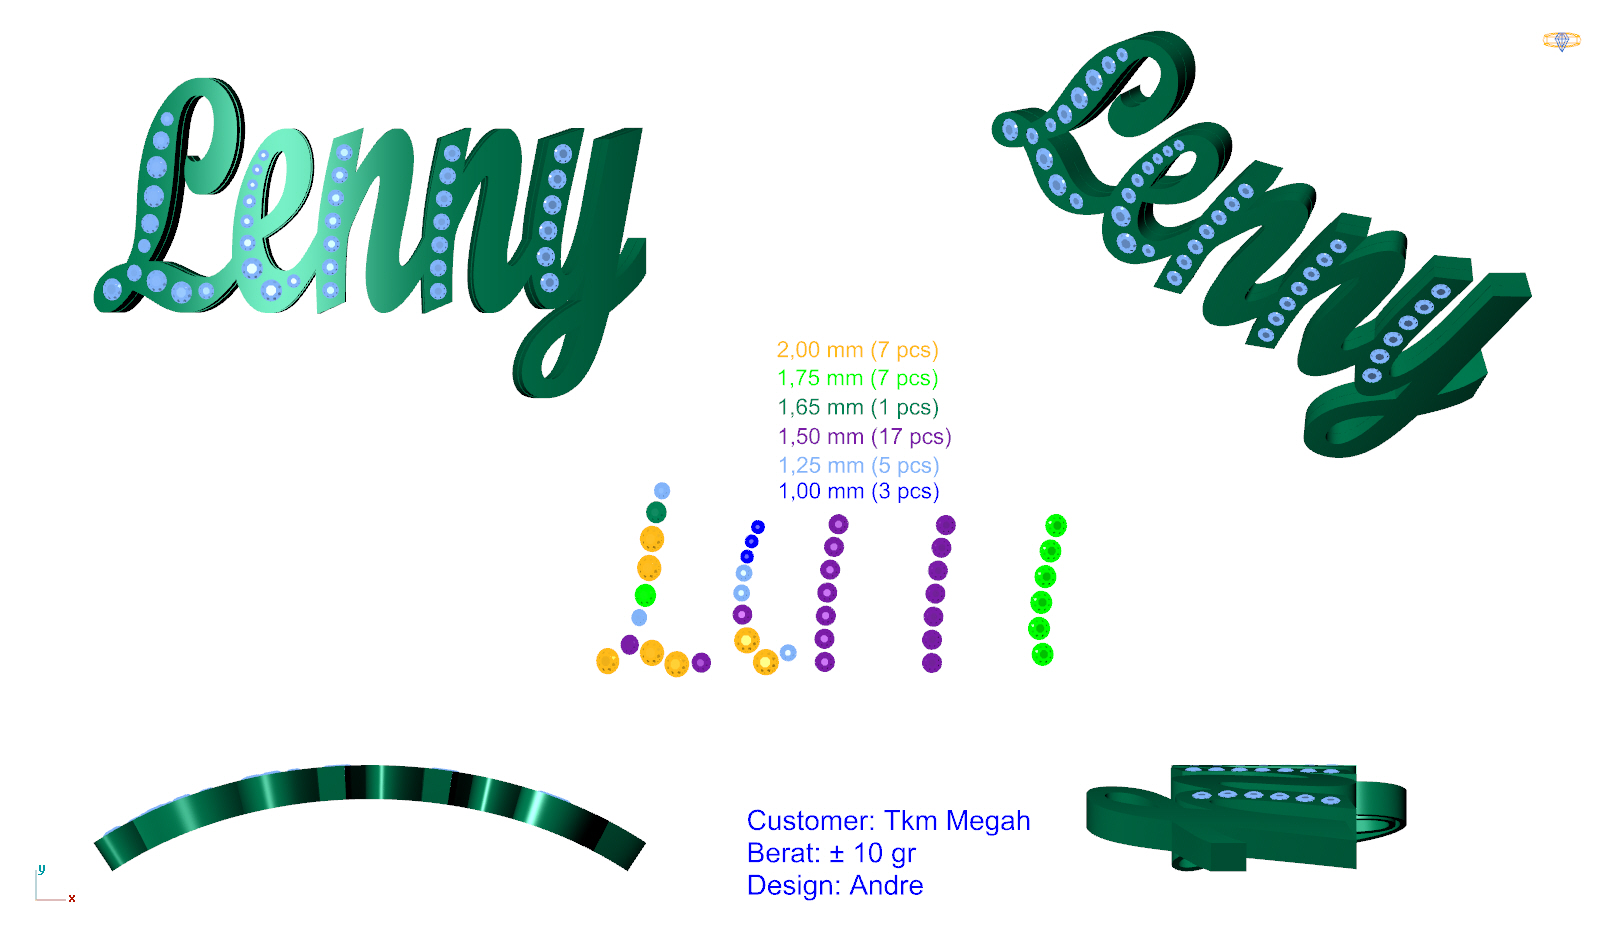 Lenny
2,00 mm (7 pcs)
1,75 mm (7 pcs)
1,65 mm (1 pcs)
1,50 mm (17 pcs)
1,25 mm (5 pcs)
1,00 mm (3 pcs)
Lenny
Customer: Tkm Megah
Berat: ± 10 gr
Design: Andre
y
x